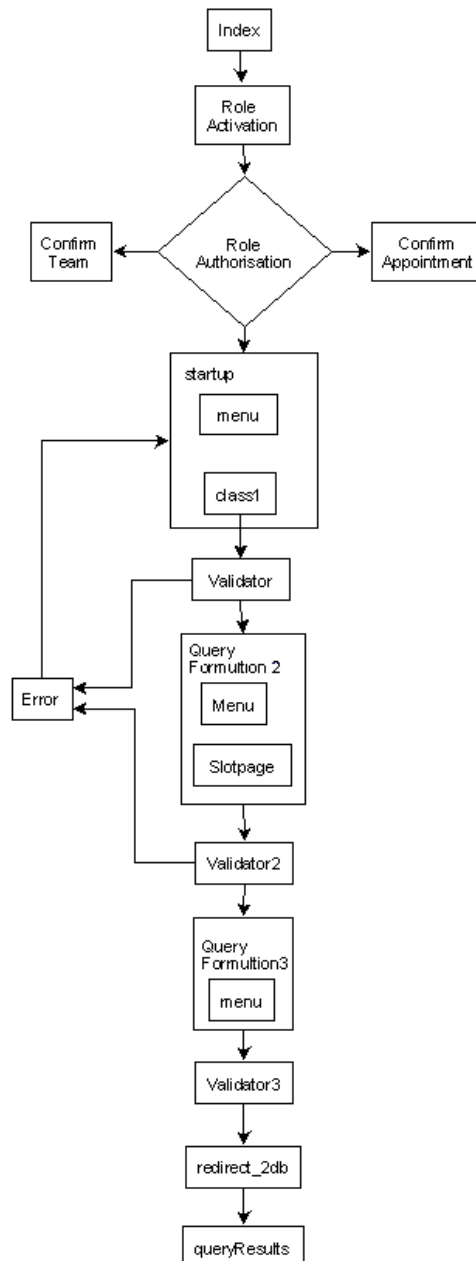 Index
Role
Activation
Confirm
Team
Role
Authorisation
Confirm
Appointment
startup
menu
class1
Validator
Query
Formultion 2
Menu
Error
Slotpage
Validator2
Query
Formultion3
menu
Validator3
redirect_2db
queryResults